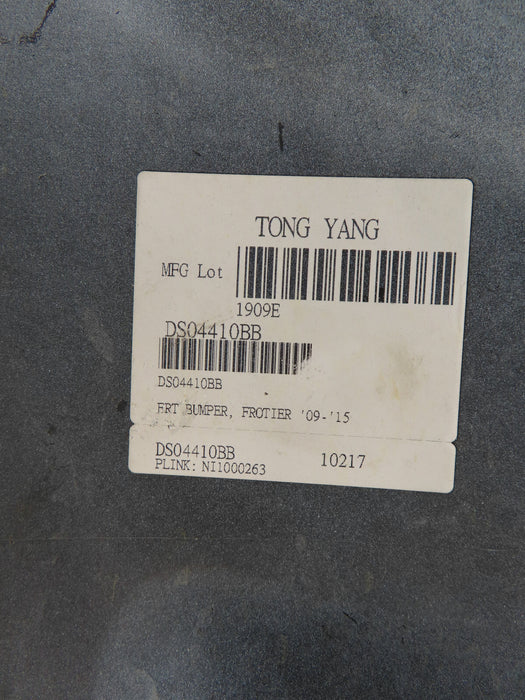 TONG YANG
MFG Lot
1909E
DS04410BB
DS04410BB
FRT BUMPER, FROTIER '09-'15
DS04410BB 10217
PLINK: NI1000263